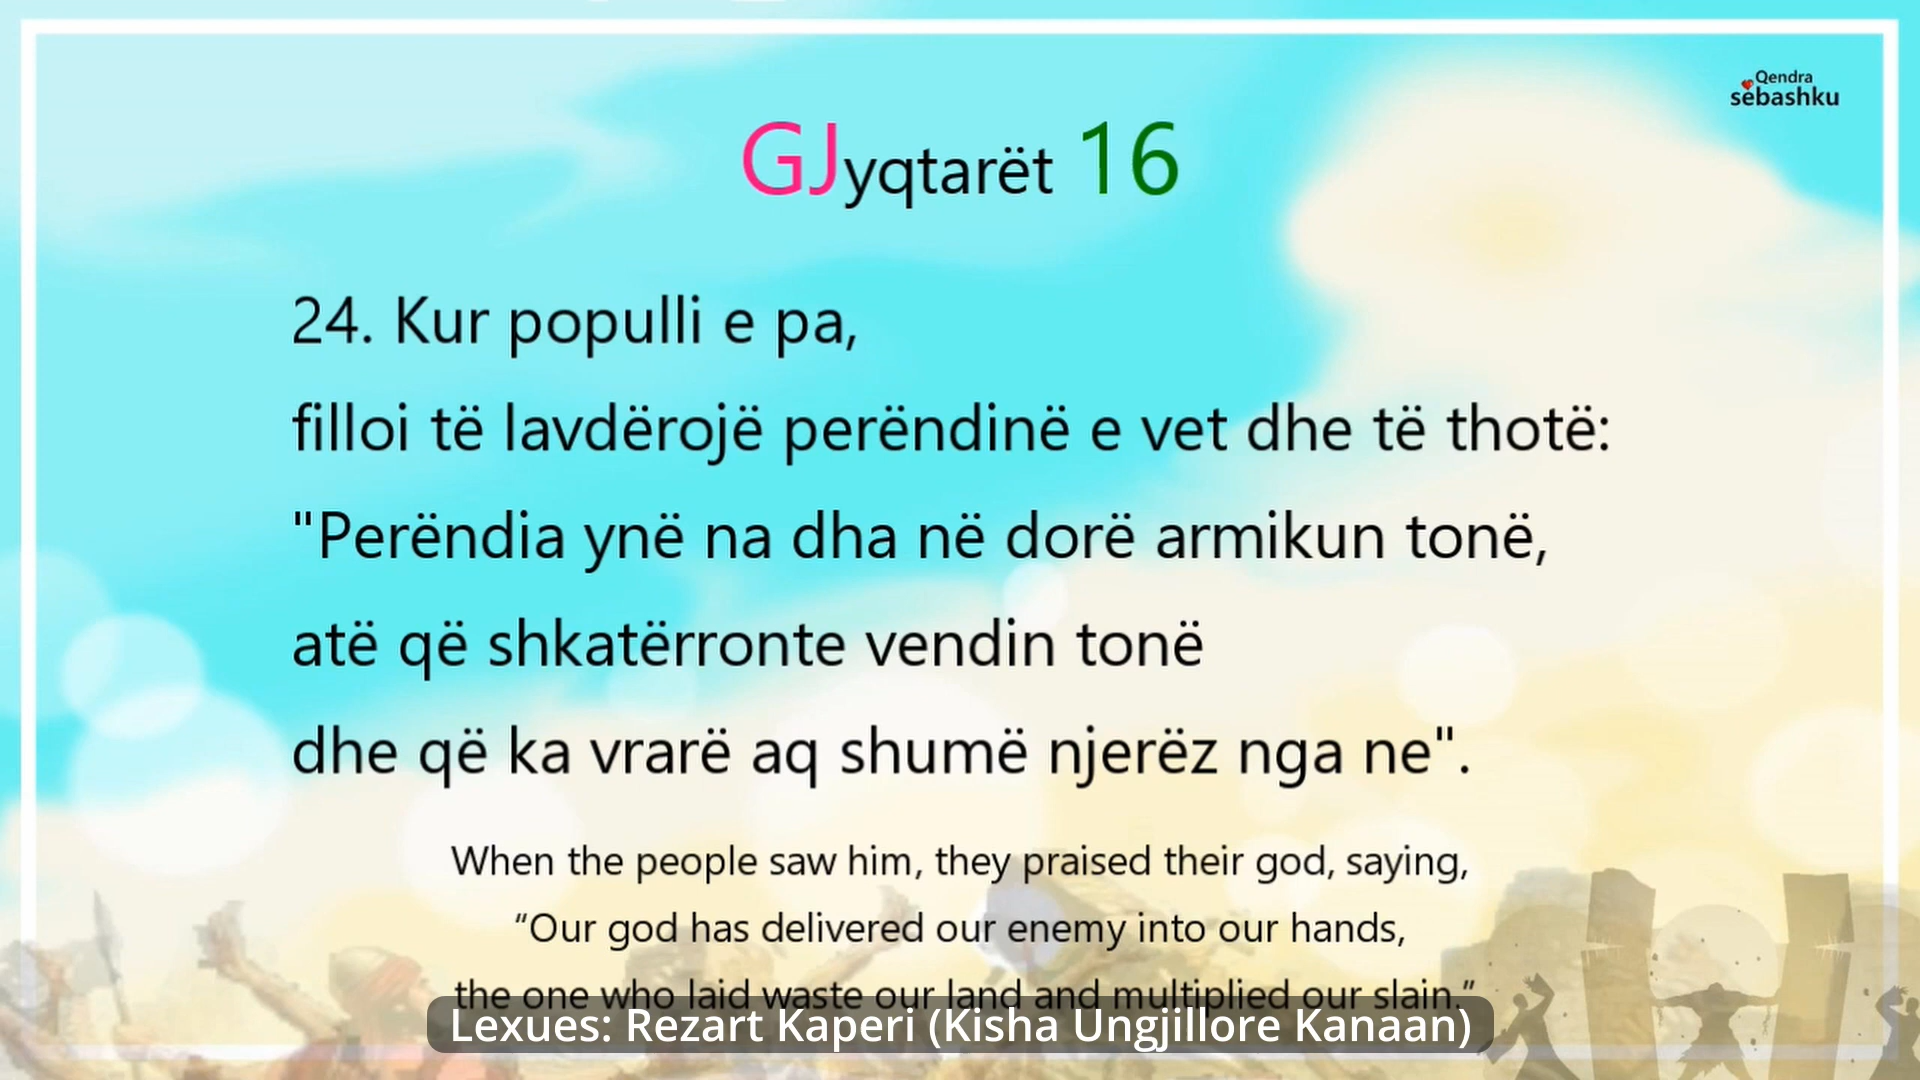 Qendra
sëbashku
GJyqtarët 16
24. Kur populli e pa,
filloi të lavdërojë perëndinë e vet dhe të thotë:
"Perëndia ynë na dha në dorë armikun tonë,
atë që shkatërronte vendin tonë
dhe që ka vrarë aq shumë njerëz nga ne".
When the people saw him, they praised their god, saying,
“Our god has delivered our enemy into our hands,
the one who laid waste our land and multiplied our slain.”
Lexues: Rezart Kaperi (Kisha Ungjillore Kanaan)